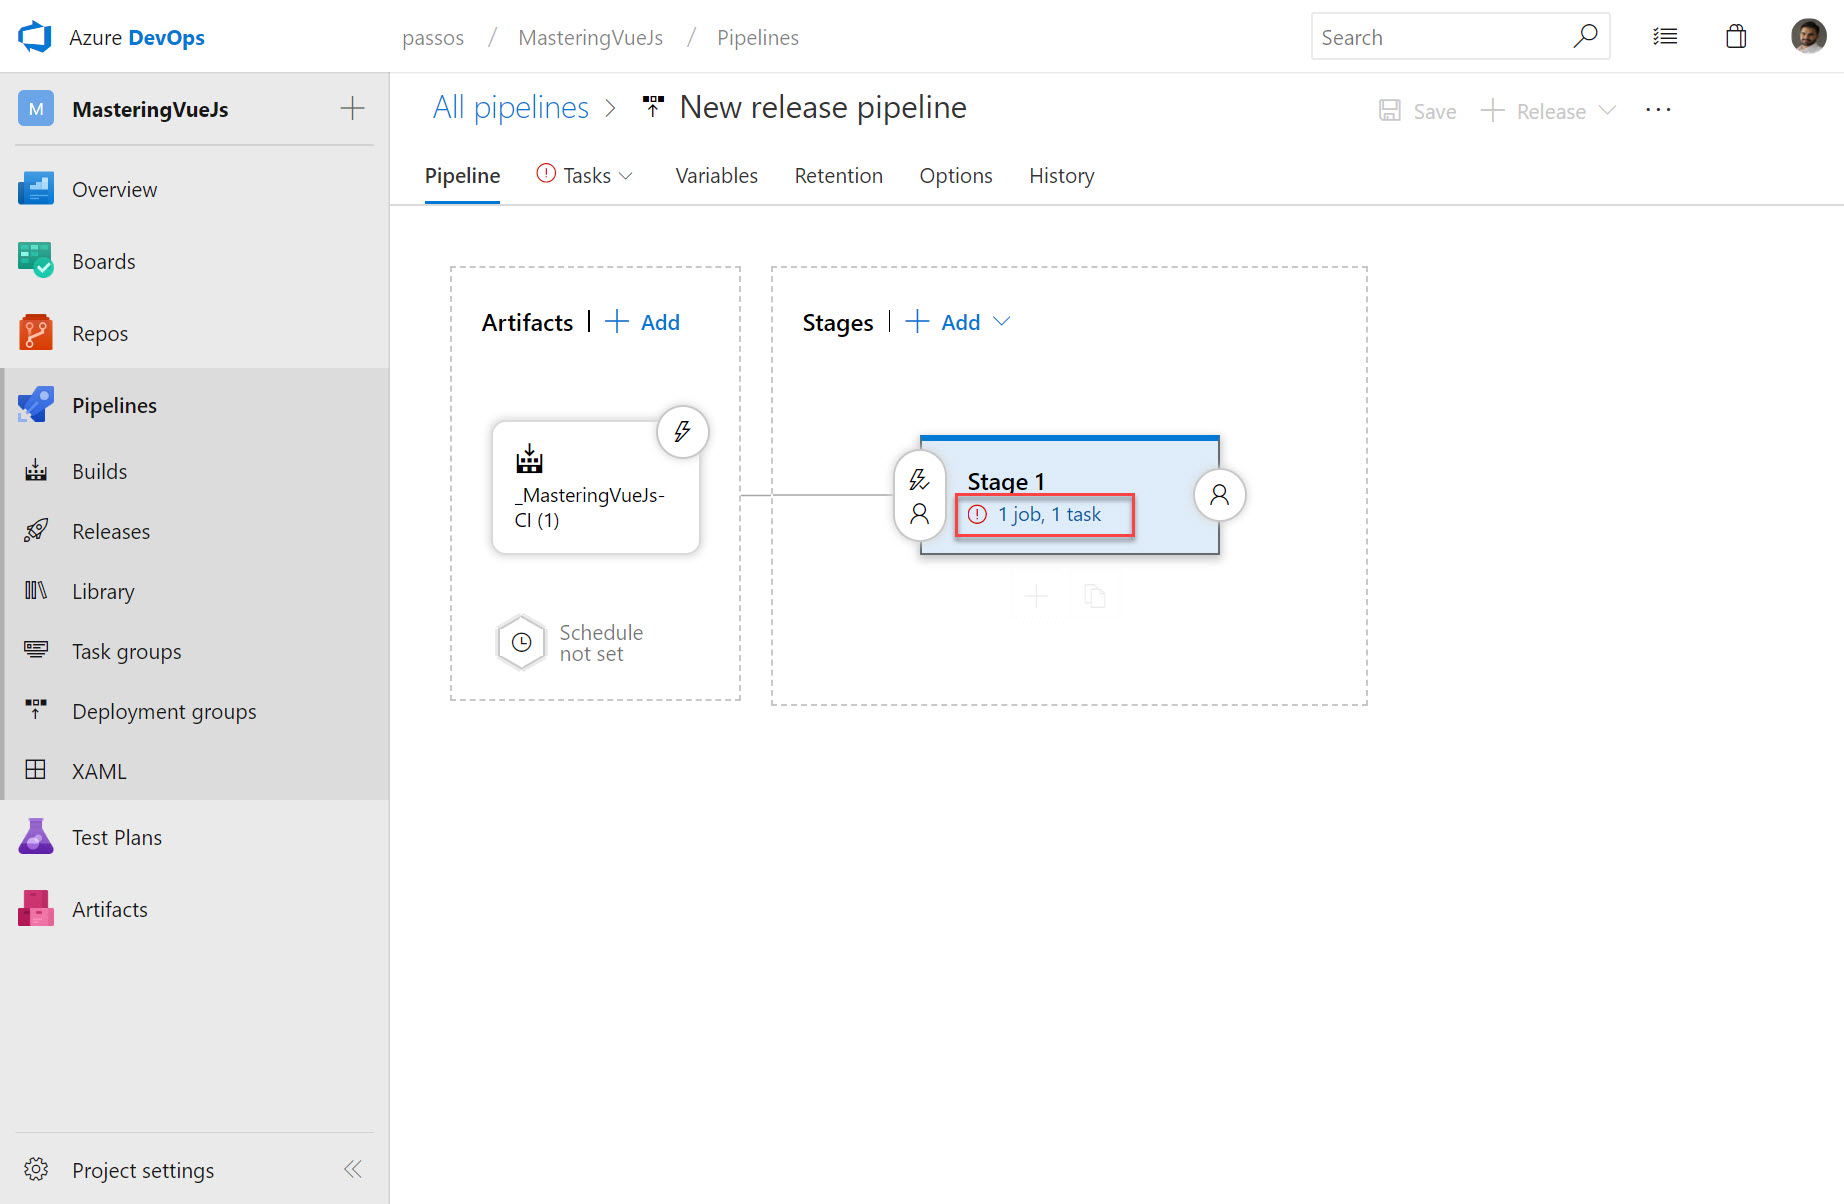 Azure DevOps
passos / MasteringVueJs / Pipelines
Search
M MasteringVueJs
Overview
Boards
Repos
Pipelines
Builds
Releases
Library
Task groups
Deployment groups
XAML
Test Plans
Artifacts
Project settings
All pipelines > New release pipeline
Save
Release
Pipeline
Tasks
Variables
Retention
Options
History
Artifacts | + Add
_MasteringVueJs-
CI (1)
Schedule
not set
Stages | + Add
Stage 1
1 job, 1 task